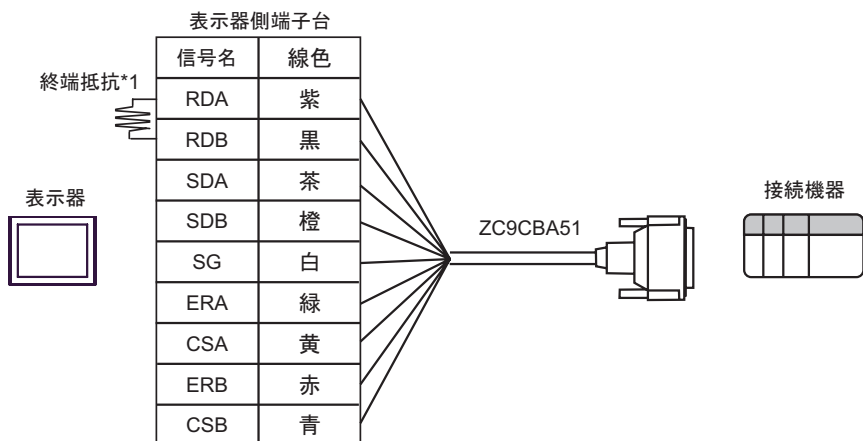 表示器側端子台
信号名 線色
終端抵抗*1
RDA 紫
RDB 黒
SDA 茶
SDB 橙
SG 白
ERA 緑
CSA 黄
ERB 赤
CSB 青
表示器
ZC9CBA51
接続機器